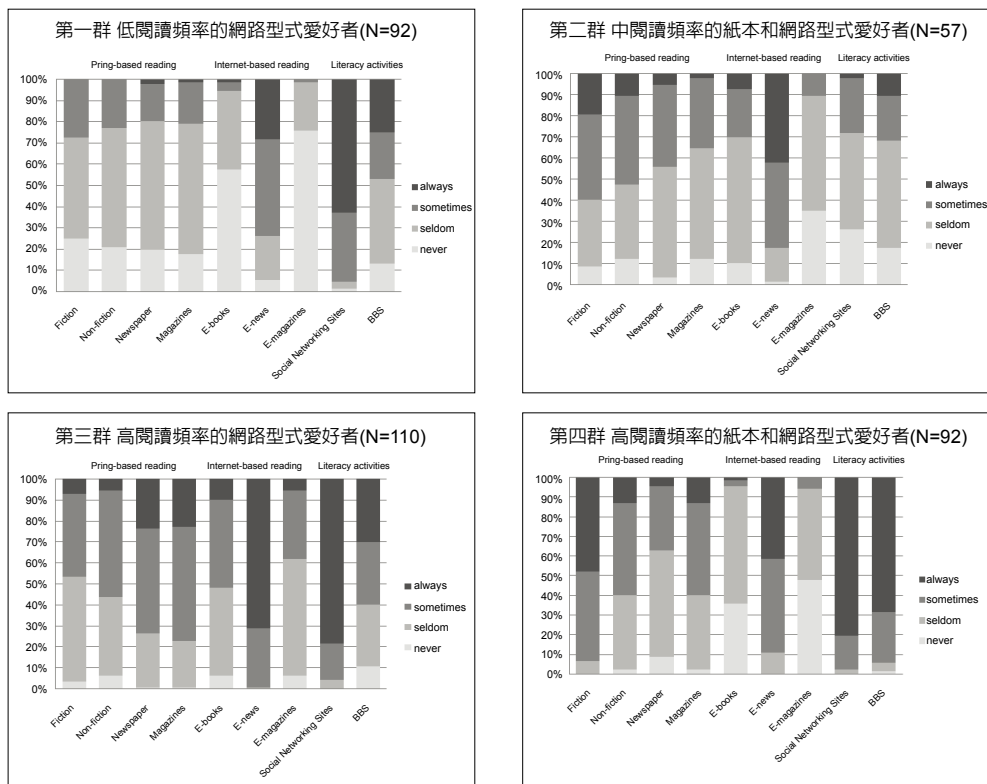 第一群 低閱讀頻率的網路型式愛好者(N=92)
Pring-based reading Internet-based reading Literacy activities
100%
90%
80%
70%
60%
50%
40%
30%
20%
10%
0%
always
sometimes
seldom
never
Fiction
Non-fiction
Newspaper
Magazines
E-books
E-news
E-magazines
Social Networking Sites
BBS
第二群 中閱讀頻率的紙本和網路型式愛好者(N=57)
Pring-based reading Internet-based reading Literacy activities
100%
90%
80%
70%
60%
50%
40%
30%
20%
10%
0%
always
sometimes
seldom
never
Fiction
Non-fiction
Newspaper
Magazines
E-books
E-news
E-magazines
Social Networking Sites
BBS
第三群 高閱讀頻率的網路型式愛好者(N=110)
Pring-based reading Internet-based reading Literacy activities
100%
90%
80%
70%
60%
50%
40%
30%
20%
10%
0%
always
sometimes
seldom
never
Fiction
Non-fiction
Newspaper
Magazines
E-books
E-news
E-magazines
Social Networking Sites
BBS
第四群 高閱讀頻率的紙本和網路型式愛好者(N=92)
Pring-based reading Internet-based reading Literacy activities
100%
90%
80%
70%
60%
50%
40%
30%
20%
10%
0%
always
sometimes
seldom
never
Fiction
Non-fiction
Newspaper
Magazines
E-books
E-news
E-magazines
Social Networking Sites
BBS